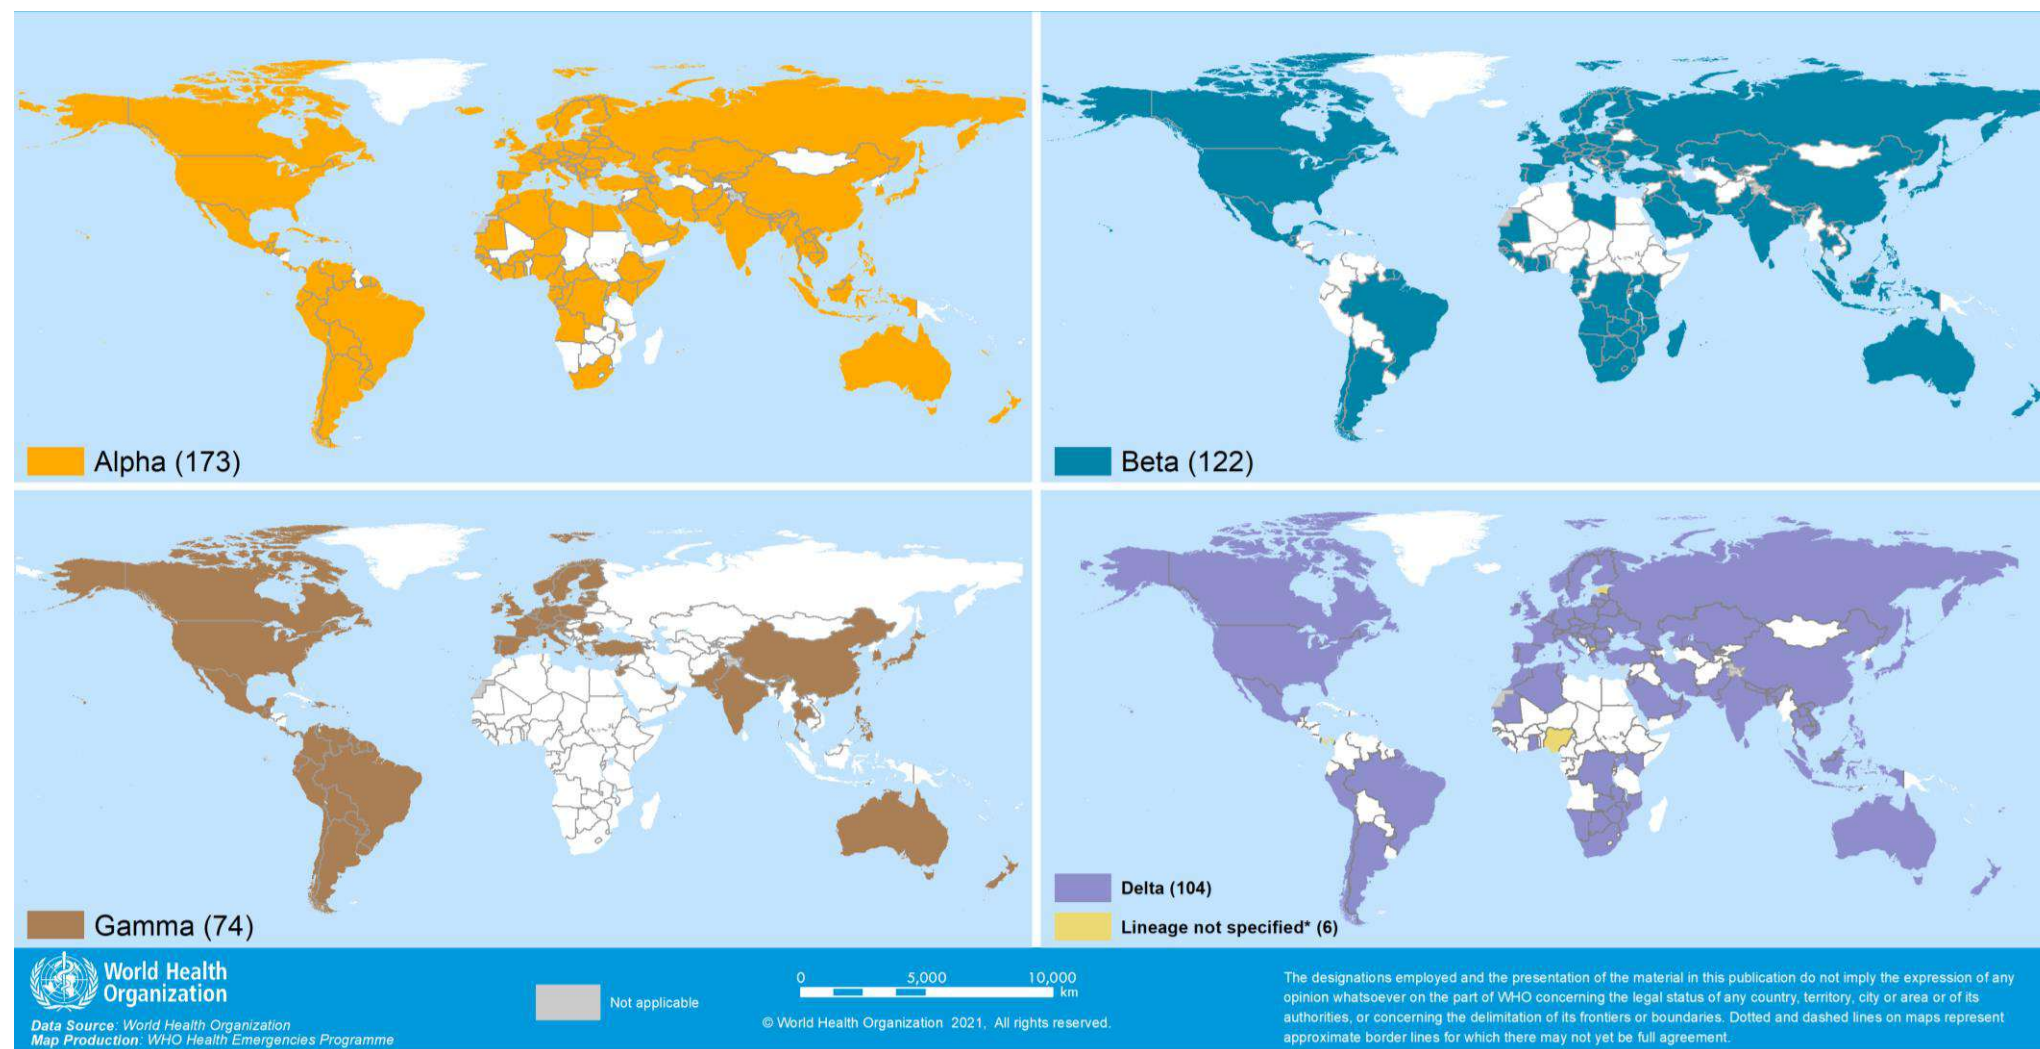 Alpha (173)
Beta (122)
Gamma (74)
Delta (104)
Lineage not specified* (6)
World Health
Organization
Data Source: World Health Organization
Map Production: WHO Health Emergencies Programme
Not applicable
0 5,000 10,000
km
© World Health Organization 2021, All rights reserved.
The designations employed and the presentation of the material in this publication do not imply the expression of any
opinion whatsoever on the part of WHO concerning the legal status of any country, territory, city or area or of its
authorities, or concerning the delimitation of its frontiers or boundaries. Dotted and dashed lines on maps represent
approximate border lines for which there may not yet be full agreement.